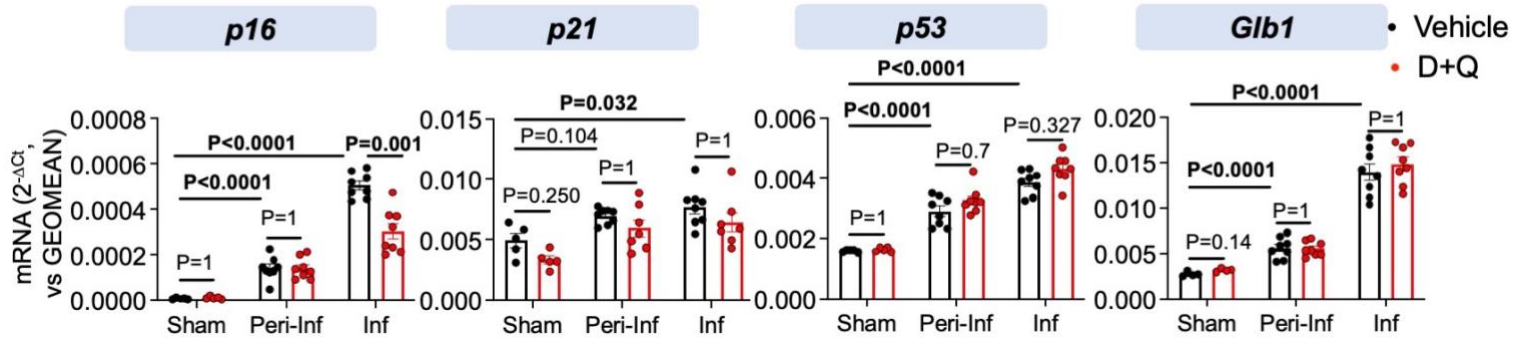 p16
p21
p53
Glb1
Vehicle
D+Q
mRNA (2-ΔCt,
vs GEOMEAN)
0.0008
0.0006
0.0004
0.0002
0.0000
P<0.0001
P=0.001
P<0.0001
P=1
P=1
Sham
Peri-Inf
Inf
0.015
0.010
0.005
0.000
P=0.032
P=0.104
P=1
P=1
P=0.250
Sham
Peri-Inf
Inf
0.006
0.004
0.002
0.000
P<0.0001
P<0.0001
P=0.327
P=0.7
P=1
Sham
Peri-Inf
Inf
0.020
0.015
0.010
0.005
0.000
P<0.0001
P=1
P<0.0001
P=1
P=0.14
Sham
Peri-Inf
Inf